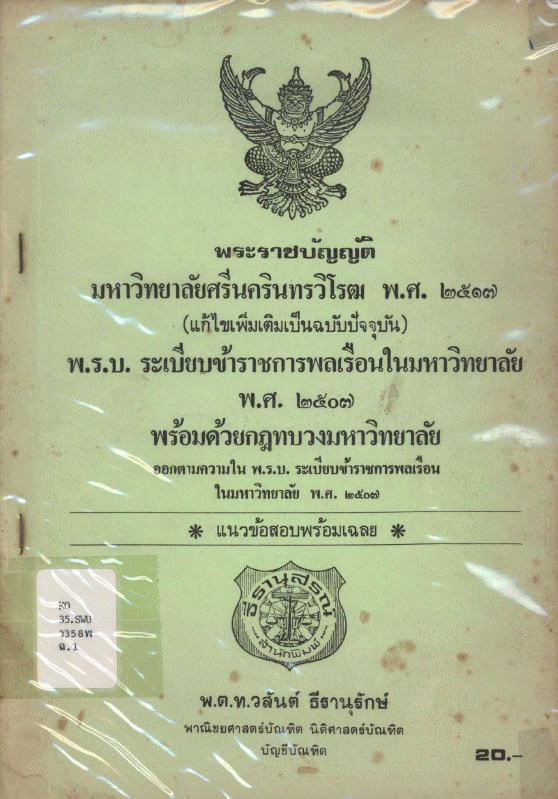 พระราชบัญญัติ
มหาวิทยาลัยศรีนครินทรวิโรฒ พ.ศ. ๒๕๑๗
(แก้ไขเพิ่มเติมเป็นฉบับปัจจุบัน)
พ.ร.บ. ระเบียบข้าราชการพลเรือนในมหาวิทยาลัย
พ.ศ. ๒๕๐๗
พร้อมด้วยกฎทบวงมหาวิทยาลัย
ออกตามความใน พ.ร.บ. ระเบียบข้าราชการพลเรือน
ในมหาวิทยาลัย พ.ศ. ๒๕๐๗
* แนวข้อสอบพร้อมเฉลย *
ธีรานุสรณ์
สำนักพิมพ์
KO
35.SWU
ว358พ
ฉ.1
พ.ต.ท.วสันต์ ธีรานุรักษ์
พาณิชยศาสตร์บัณฑิต นิติศาสตร์บัณฑิต
บัญชีบัณฑิต
20.-